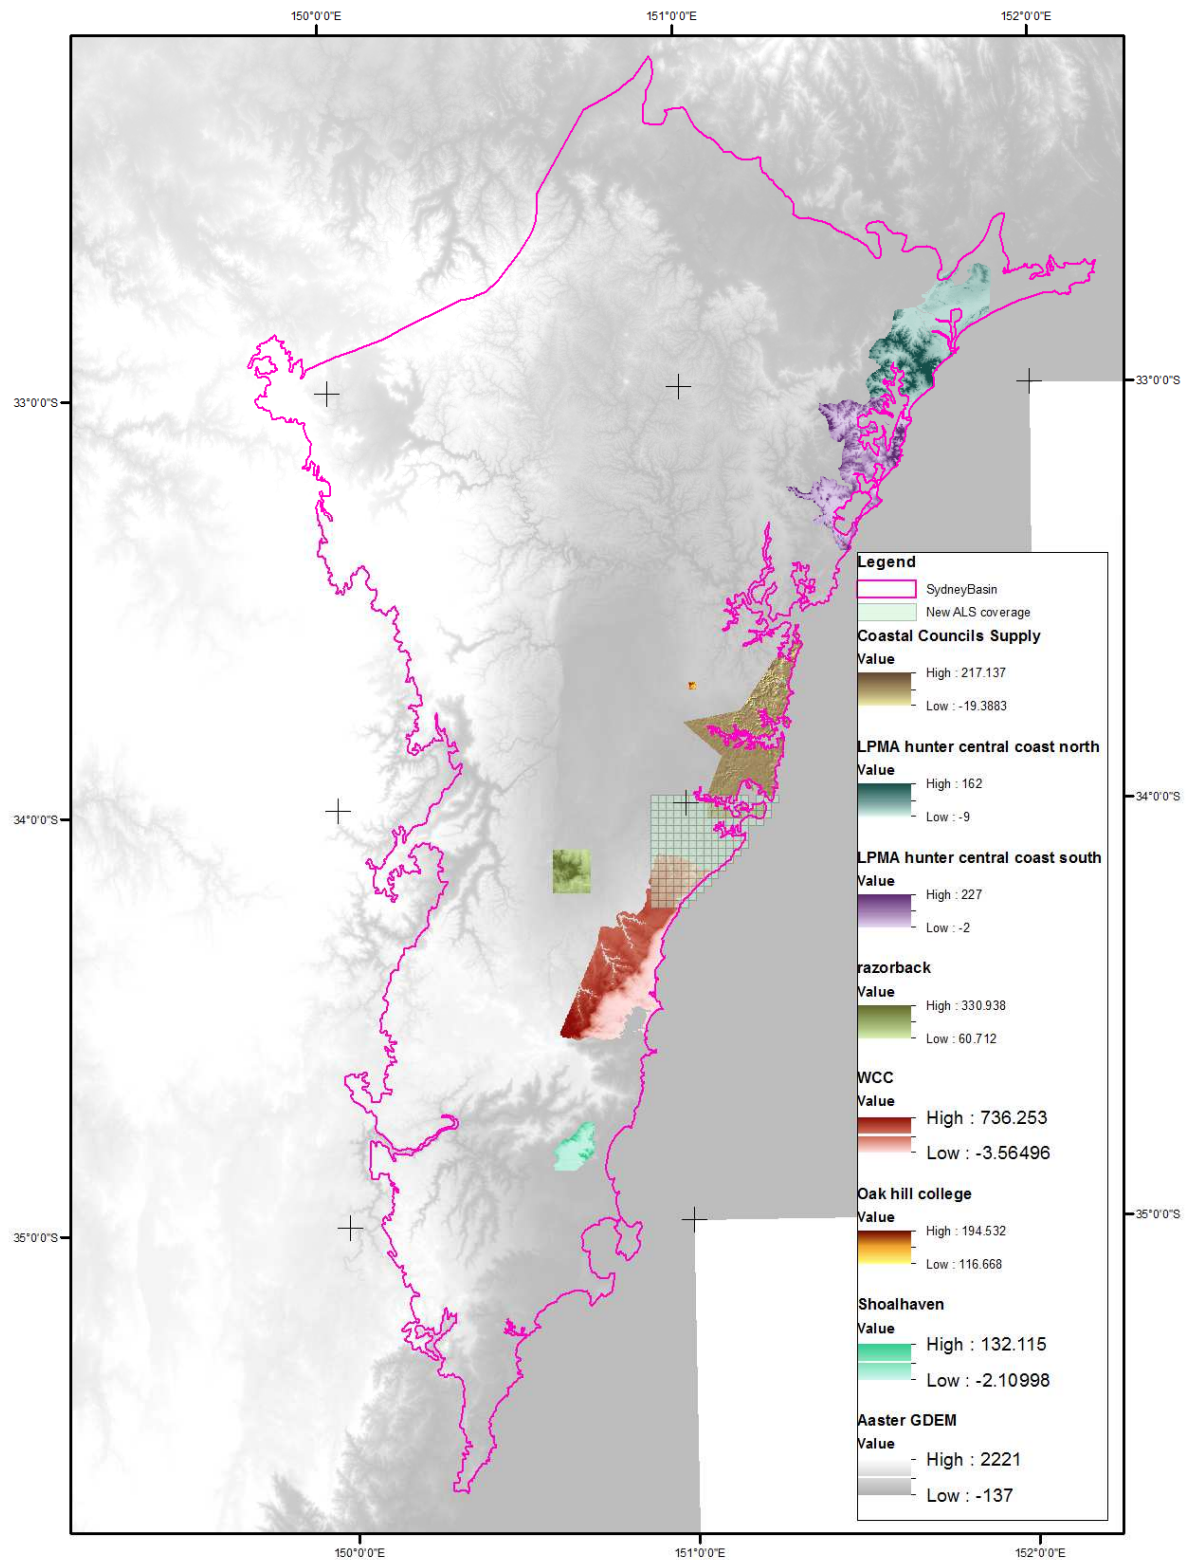 150°0'0"E 151°0'0"E 152°0'0"E
33°0'0"S 33°0'0"S
34°0'0"S 34°0'0"S
35°0'0"S 35°0'0"S
Legend
SydneyBasin
New ALS coverage
Coastal Councils Supply
Value
High : 217.137
Low : -19.3883
LPMA hunter central coast north
Value
High : 162
Low : -9
LPMA hunter central coast south
Value
High : 227
Low : -2
razorback
Value
High : 330.938
Low : 60.712
WCC
Value
High : 736.253
Low : -3.56496
Oak hill college
Value
High : 194.532
Low : 116.668
Shoalhaven
Value
High : 132.115
Low : -2.10998
Aaster GDEM
Value
High : 2221
Low : -137
150°0'0"E 151°0'0"E 152°0'0"E